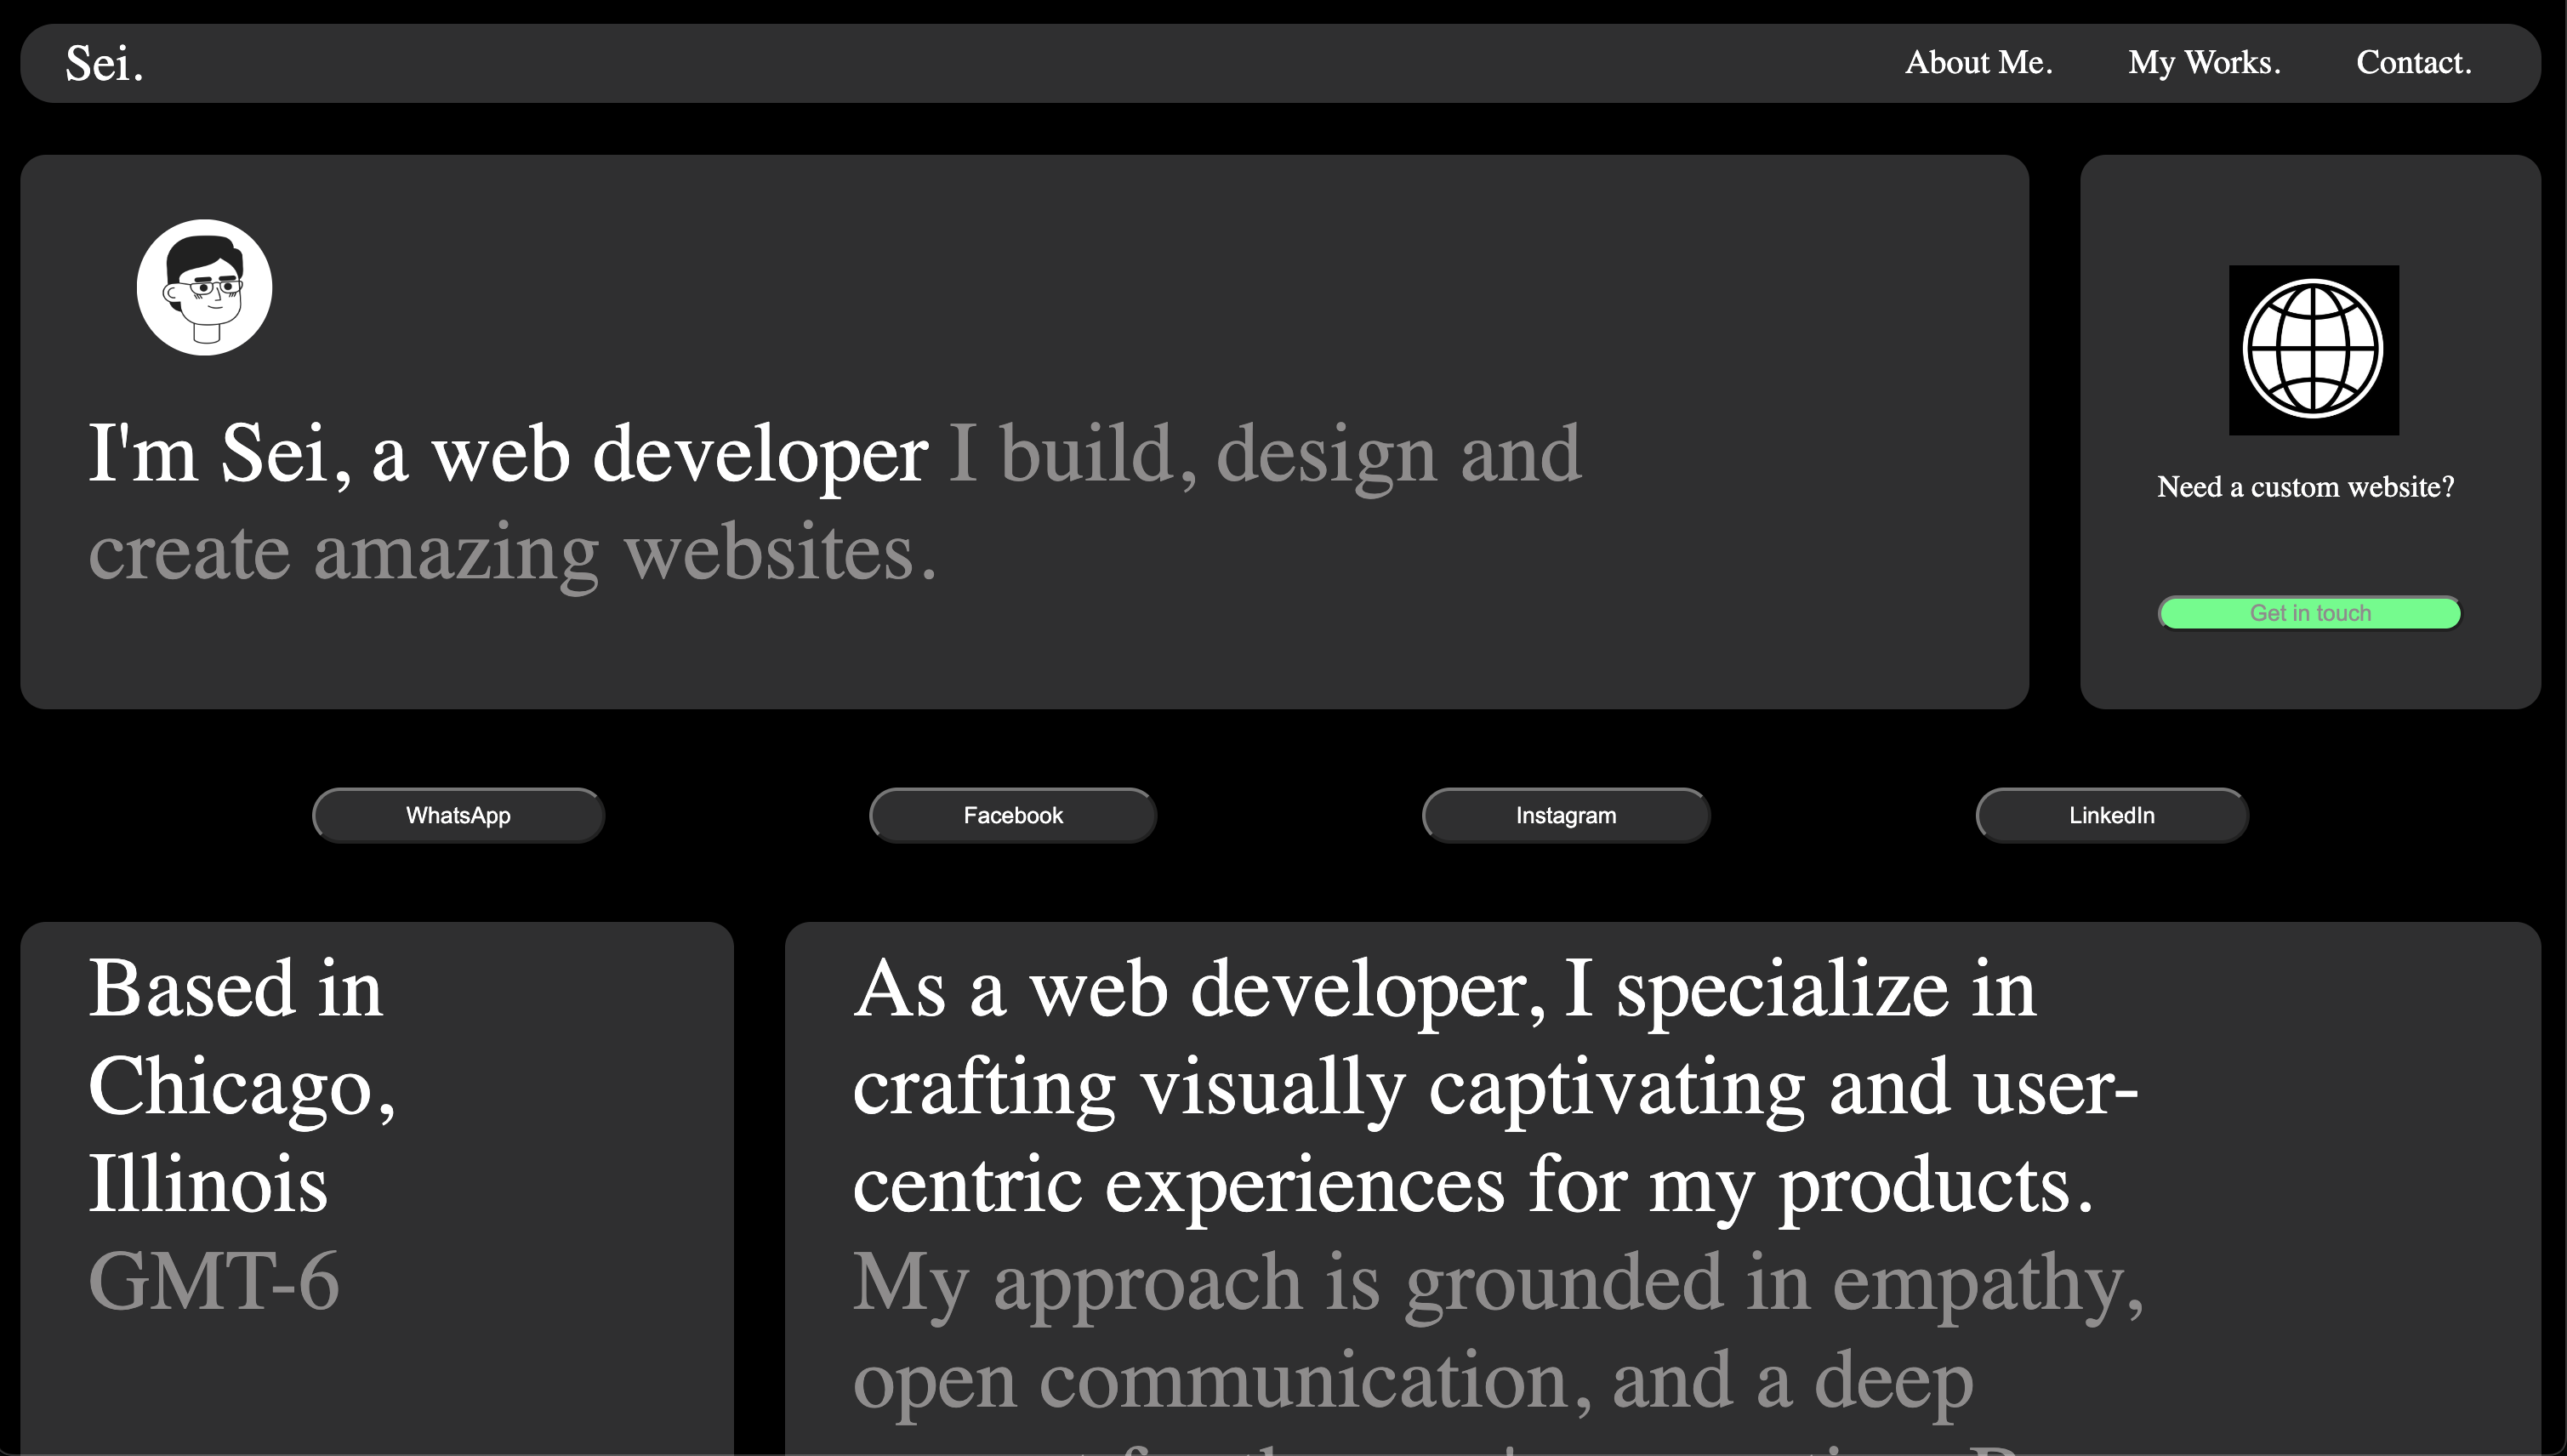 Sei.
About Me.
My Works.
Contact.
I'm Sei, a web developer I build, design and
create amazing websites.
Need a custom website?
Get in touch
WhatsApp
Facebook
Instagram
LinkedIn
Based in
Chicago,
Illinois
GMT-6
As a web developer, I specialize in
crafting visually captivating and user-
centric experiences for my products.
My approach is grounded in empathy,
open communication, and a deep